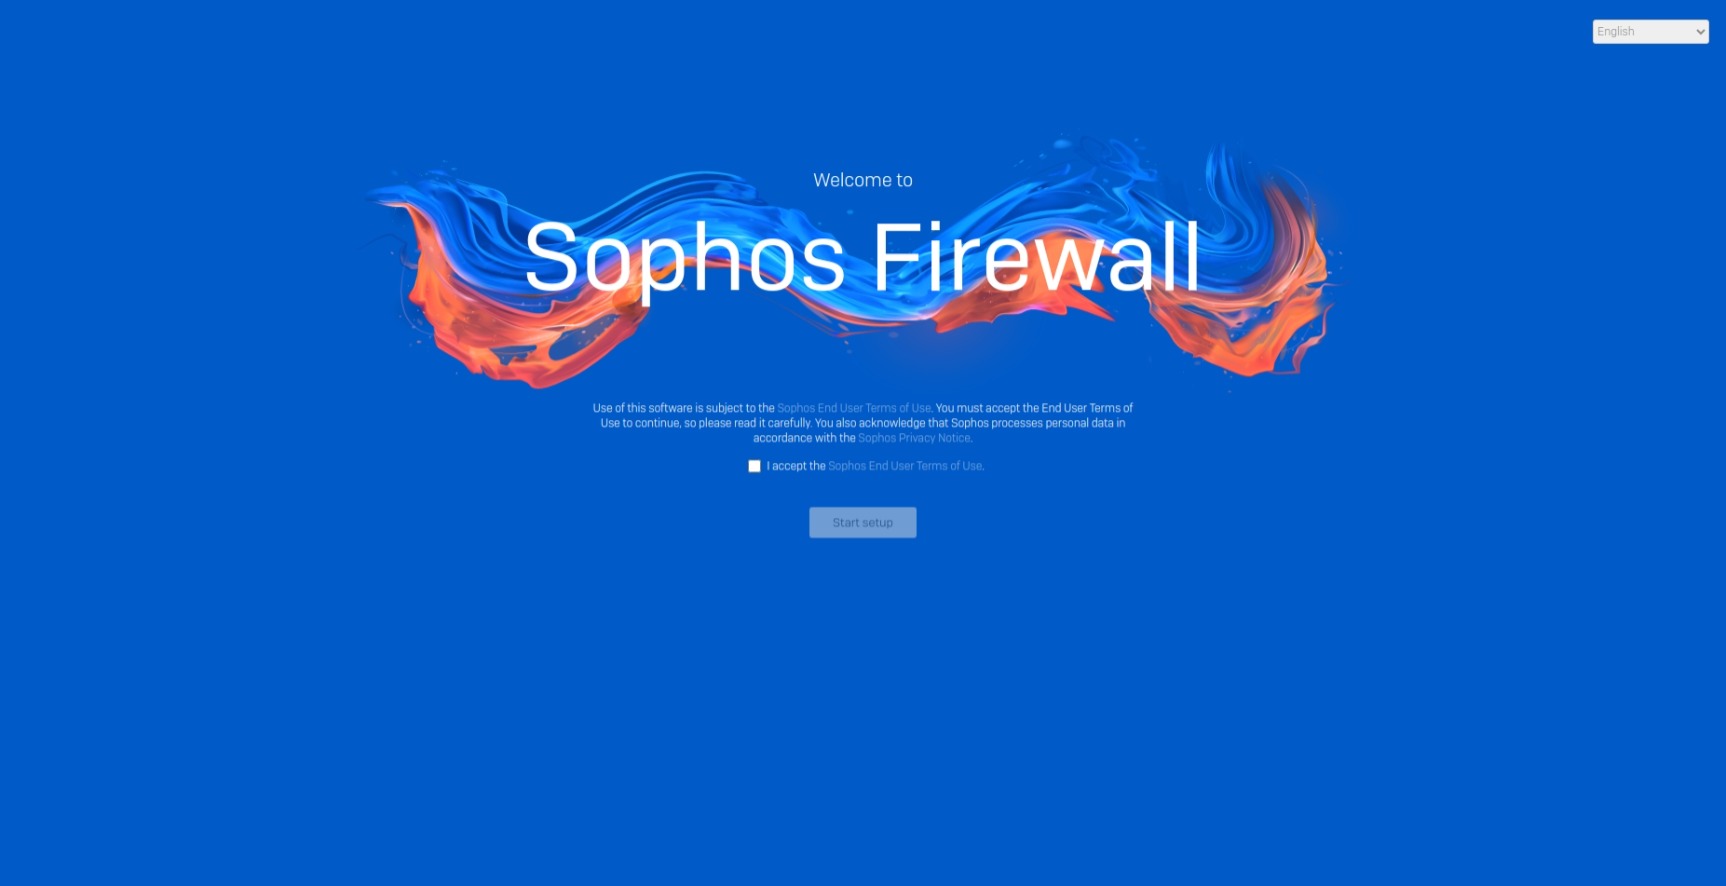 English
Welcome to
Sophos Firewall
Use of this software is subject to the Sophos End User Terms of Use. You must accept the End User Terms of
Use to continue, so please read it carefully. You also acknowledge that Sophos processes personal data in
accordance with the Sophos Privacy Notice.
I accept the Sophos End User Terms of Use.
Start setup